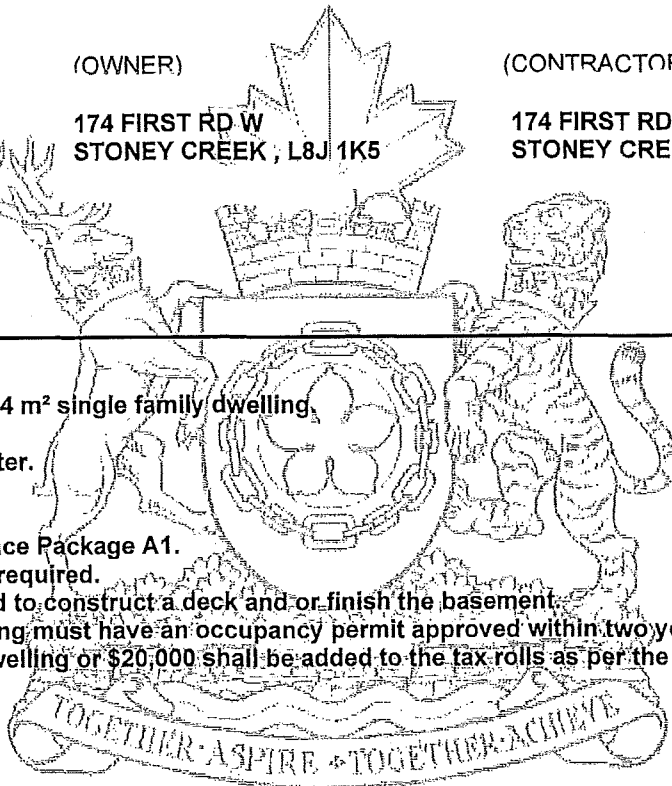 (OWNER) (CONTRACTOR
174 FIRST RD W 174 FIRST RD
STONEY CREEK , L8J 1K5 STONEY CREE
4 m² single family dwelling.
ter.
ce Package A1.
required.
d to construct a deck and or finish the basement.
ng must have an occupancy permit approved within two ye
welling or $20,000 shall be added to the tax rolls as per the
TOGETHER·ASPIRE TOGETHER·ACHIEVE